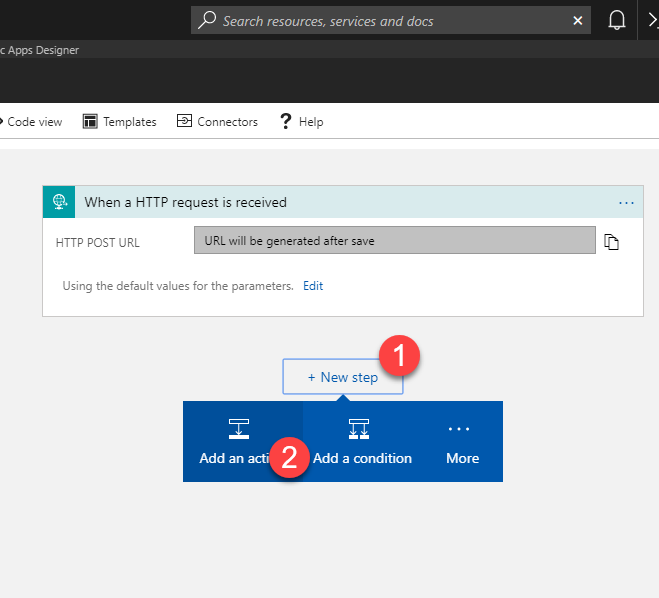 Search resources, services and docs
c Apps Designer
Code view Templates Connectors ? Help
When a HTTP request is received ...
HTTP POST URL URL will be generated after save
Using the default values for the parameters. Edit
1
+ New step
...
Add an acti 2 Add a condition More